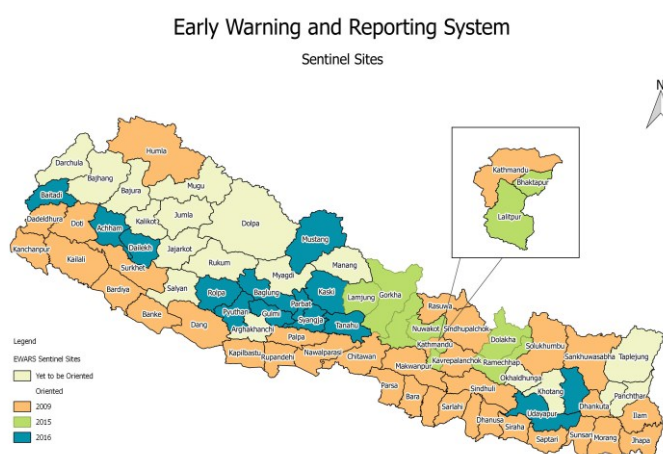 Early Warning and Reporting System
Sentinel Sites
N
Humla
Darchula
Bajhang
Mugu
Bajura
Baitadi
Dadeldhura
Doti
Achham
Kalikot
Jumla
Dolpa
Kanchanpur
Kailali
Dailekh
Jajarkot
Mustang
Surkhet
Rukum
Manang
Myagdi
Bardiya
Salyan
Rolpa
Baglung
Kaski
Lamjung
Gorkha
Parbat
Banke
Pyuthan
Gulmi
Syangja
Tanahu
Dang
Arghakhanchi
Palpa
Kapilbastu
Rupandehi
Nawalparasi
Chitawan
Kathmandu
Bhaktapur
Lalitpur
Rasuwa
Nuwakot
Sindhupalchok
Dolakha
Kathmandu
Kavrepalanchok
Ramechhap
Solukhumbu
Sankhuwasabha
Taplejung
Makwanpur
Okhaldhunga
Khotang
Panchthar
Parsa
Bara
Sindhuli
Sarlahi
Udayapur
Dhankuta
Ilam
Dhanusa
Siraha
Saptari
Sunsari
Morang
Jhapa
Legend
EWARS Sentinel Sites
Yet to be Oriented
Oriented
2009
2015
2016